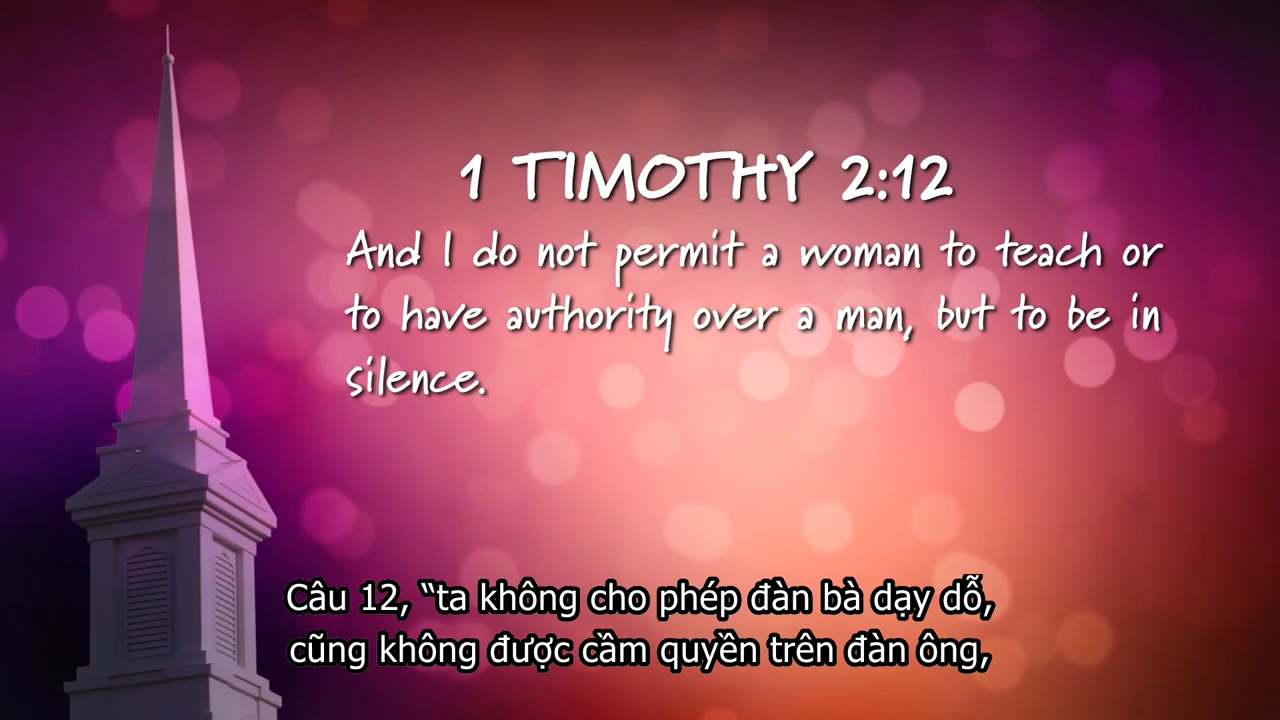 1 TIMOTHY 2:12
And I do not permit a woman to teach or
to have authority over a man, but to be in
silence.
Câu 12, “ta không cho phép đàn bà dạy dỗ,
cũng không được cầm quyền trên đàn ông,